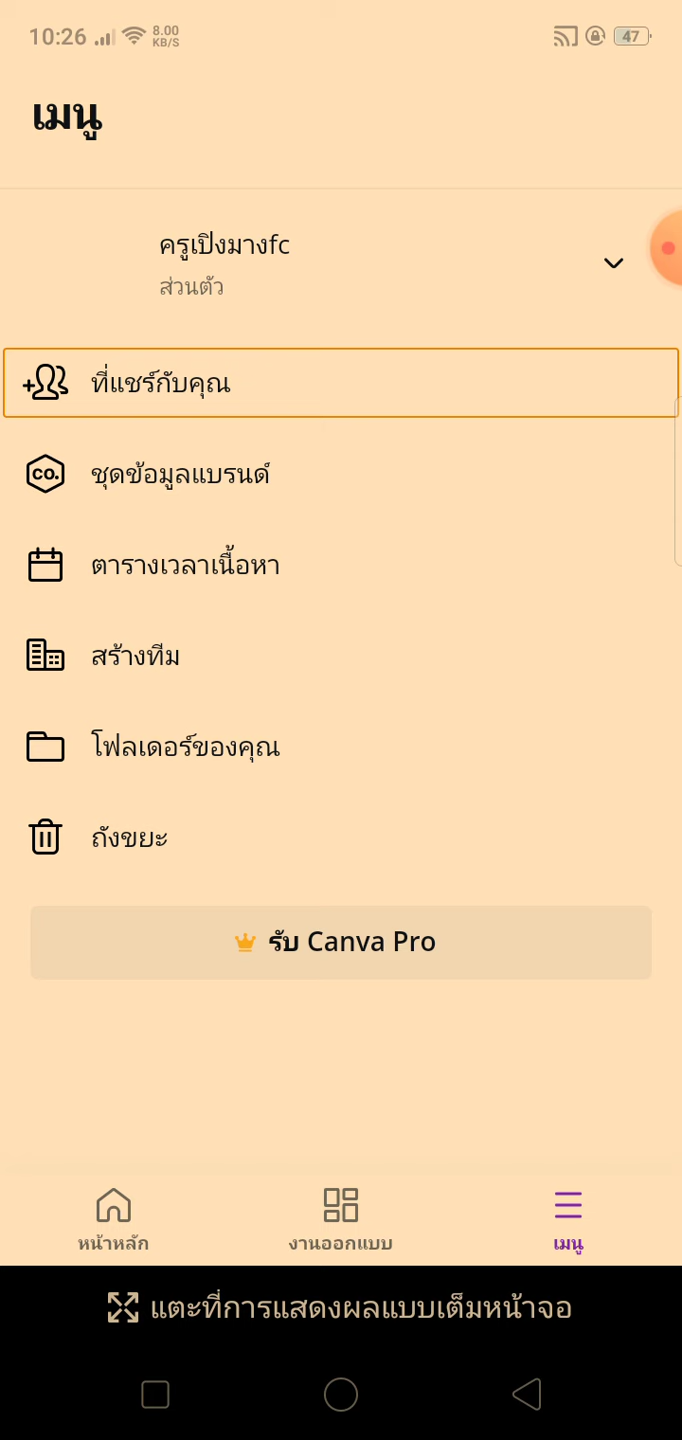 10:26 8.00 KB/S 47
เมนู
ครูเปิงมางfc
ส่วนตัว
ที่แชร์กับคุณ
CO. ชุดข้อมูลแบรนด์
ตารางเวลาเนื้อหา
สร้างทีม
โฟลเดอร์ของคุณ
ถังขยะ
รับ Canva Pro
หน้าหลัก งานออกแบบ เมนู
แตะที่การแสดงผลแบบเต็มหน้าจอ